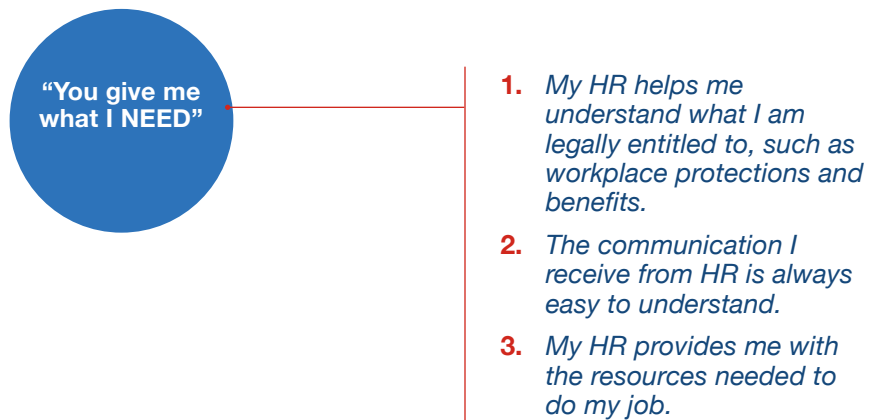 “You give me
what I NEED”
1. My HR helps me
understand what I am
legally entitled to, such as
workplace protections and
benefits.
2. The communication I
receive from HR is always
easy to understand.
3. My HR provides me with
the resources needed to
do my job.